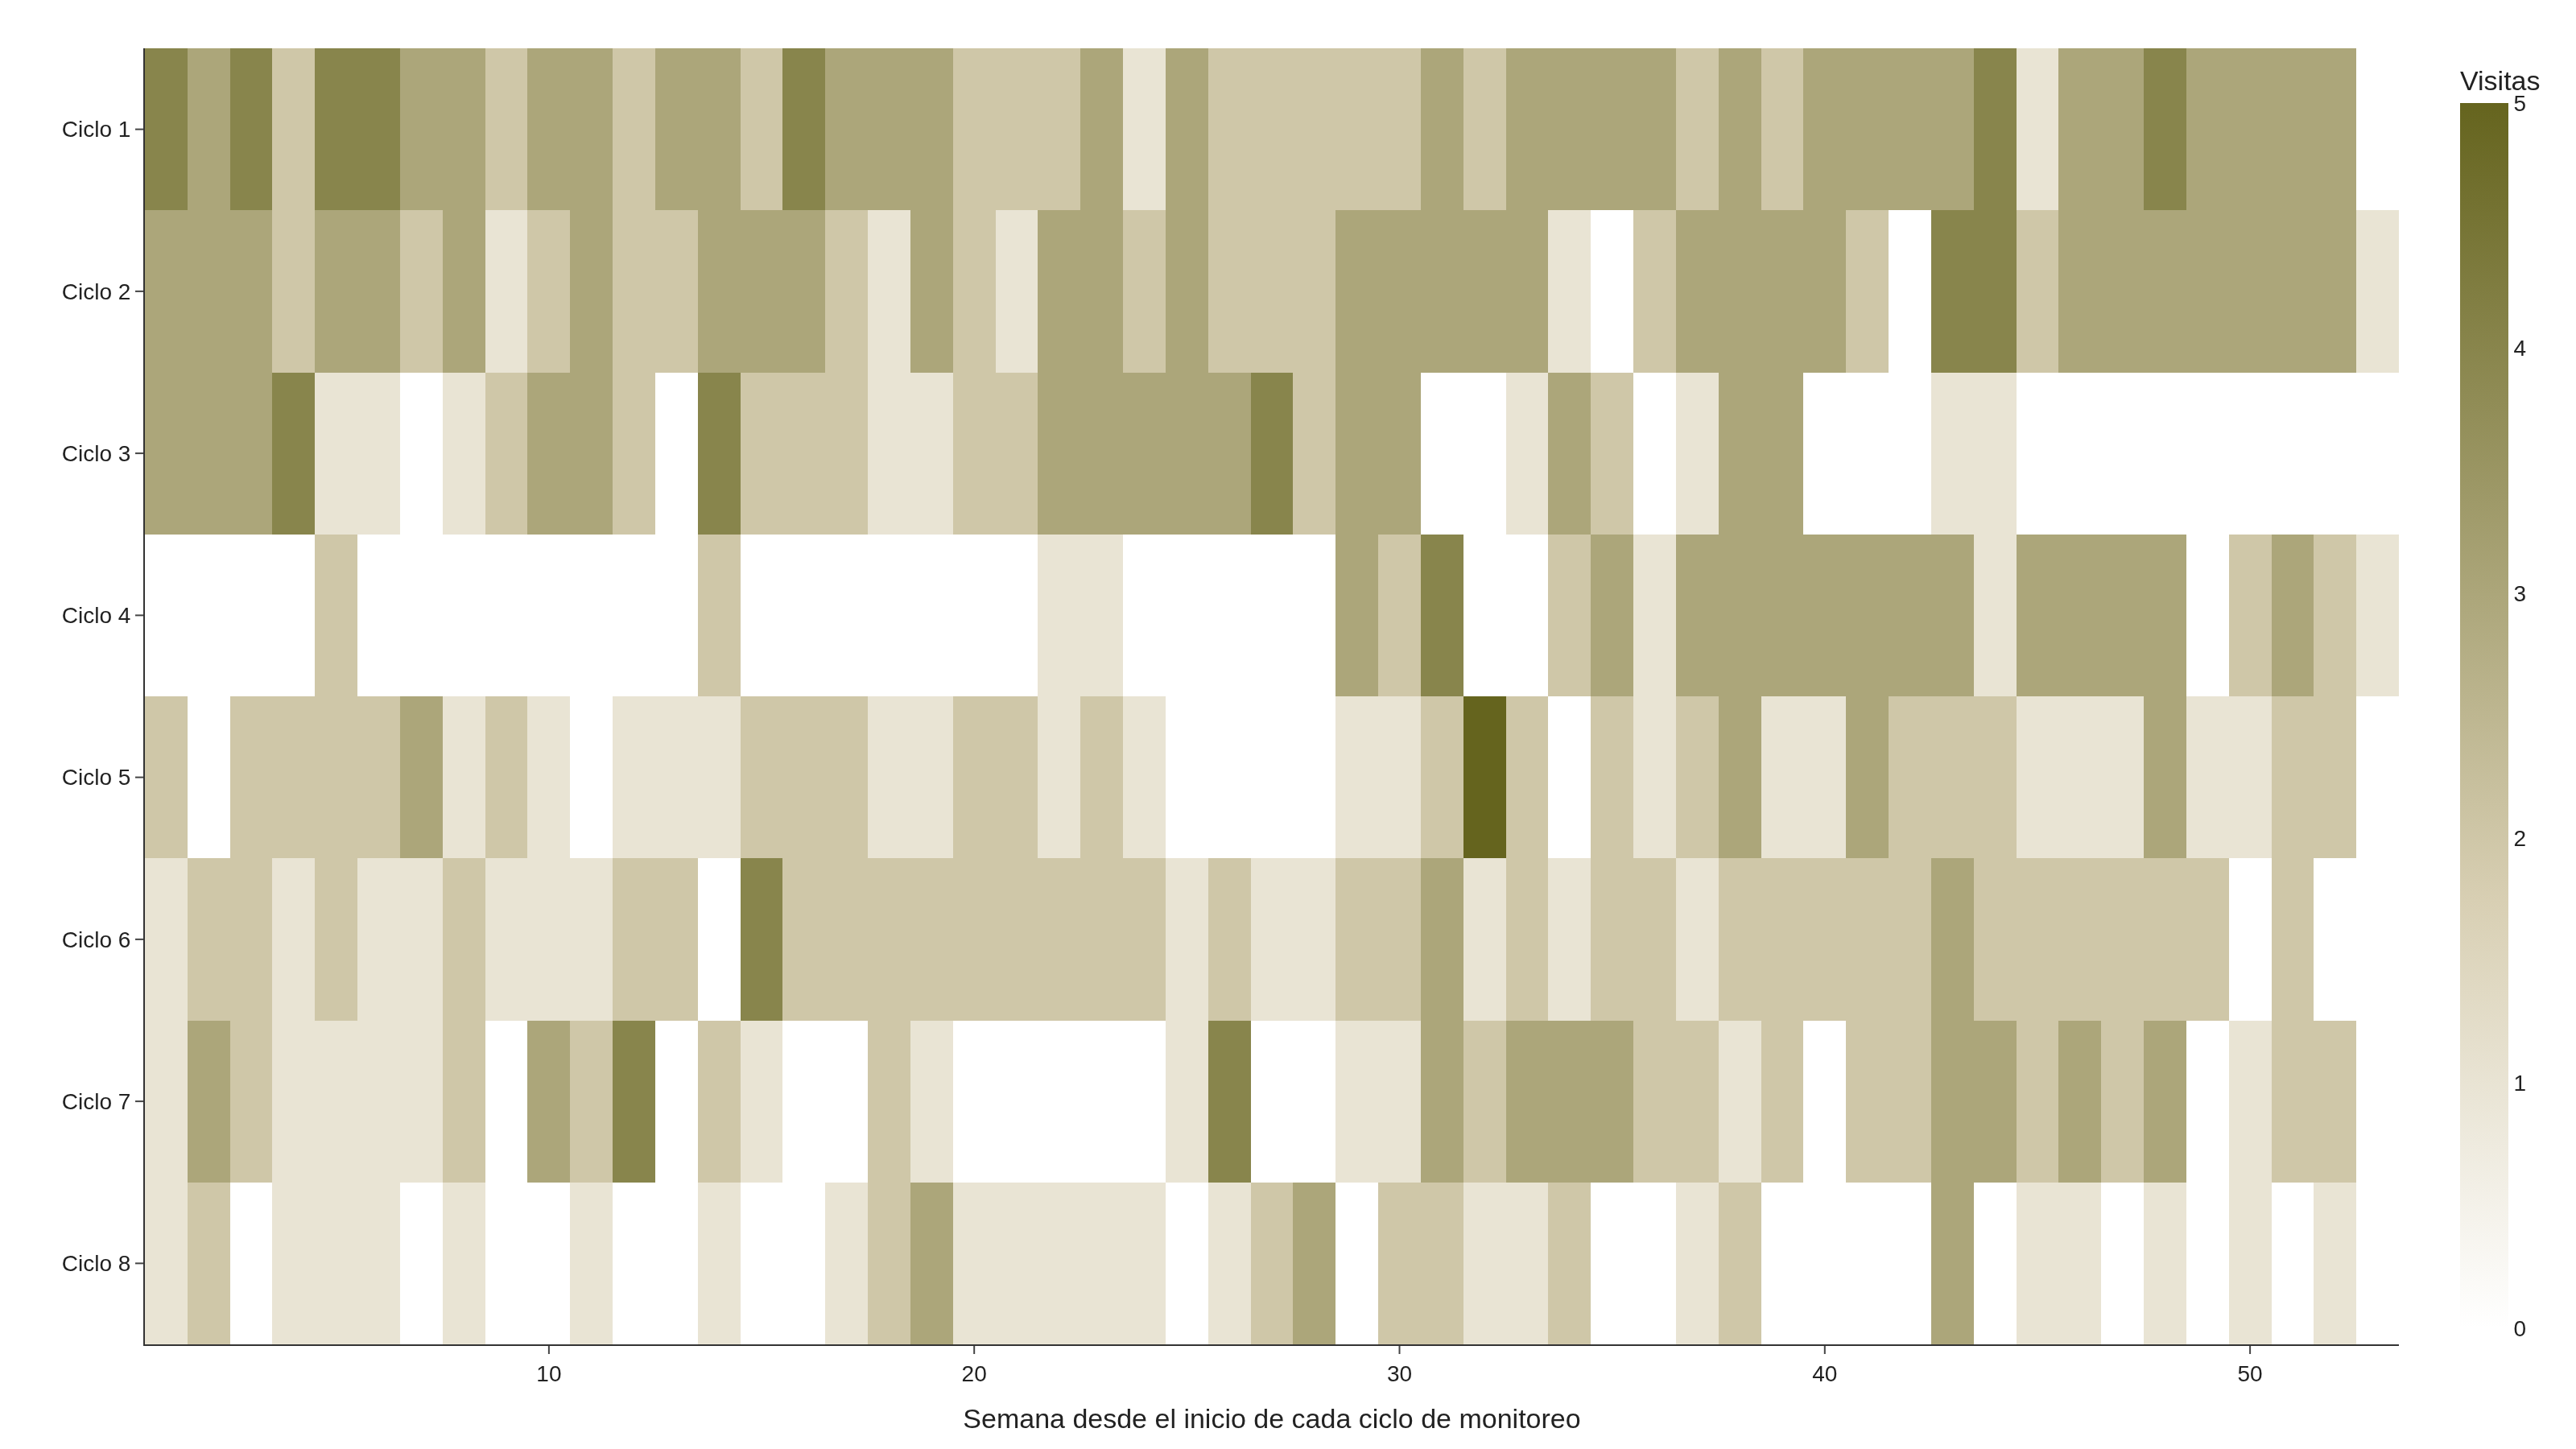 Visitas
5
4
3
2
1
0
Ciclo 1
Ciclo 2
Ciclo 3
Ciclo 4
Ciclo 5
Ciclo 6
Ciclo 7
Ciclo 8
10 20 30 40 50
Semana desde el inicio de cada ciclo de monitoreo